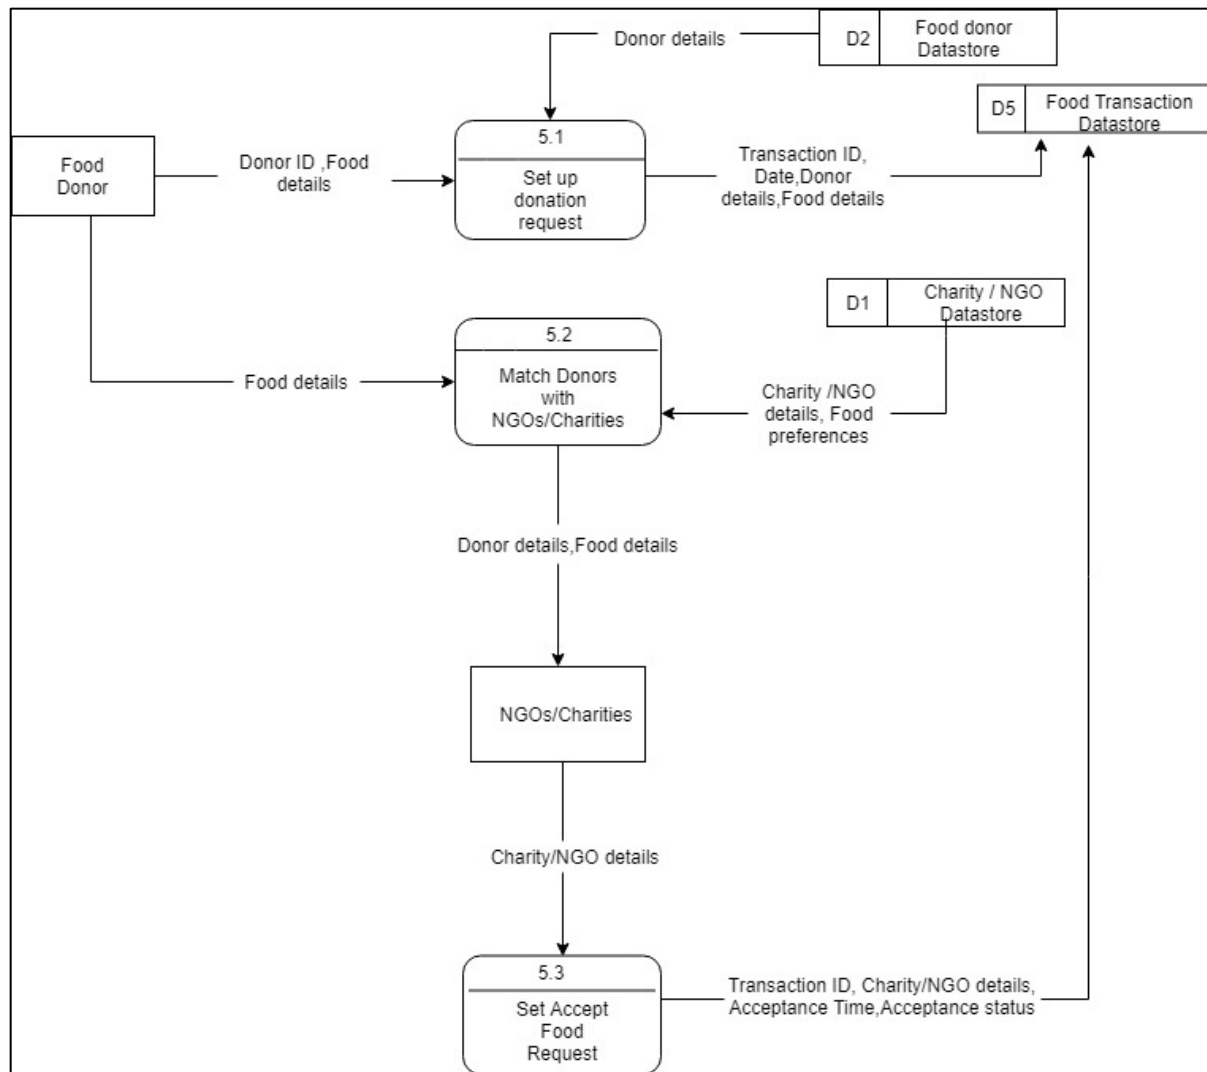 Donor details
D2
Food donor
Datastore
D5
Food Transaction
Datastore
Food
Donor
Donor ID ,Food
details
5.1
Set up
donation
request
Transaction ID,
Date,Donor
details,Food details
D1
Charity / NGO
Datastore
5.2
Match Donors
with
NGOs/Charities
Food details
Charity /NGO
details, Food
preferences
Donor details,Food details
NGOs/Charities
Charity/NGO details
5.3
Set Accept
Food
Request
Transaction ID, Charity/NGO details,
Acceptance Time,Acceptance status